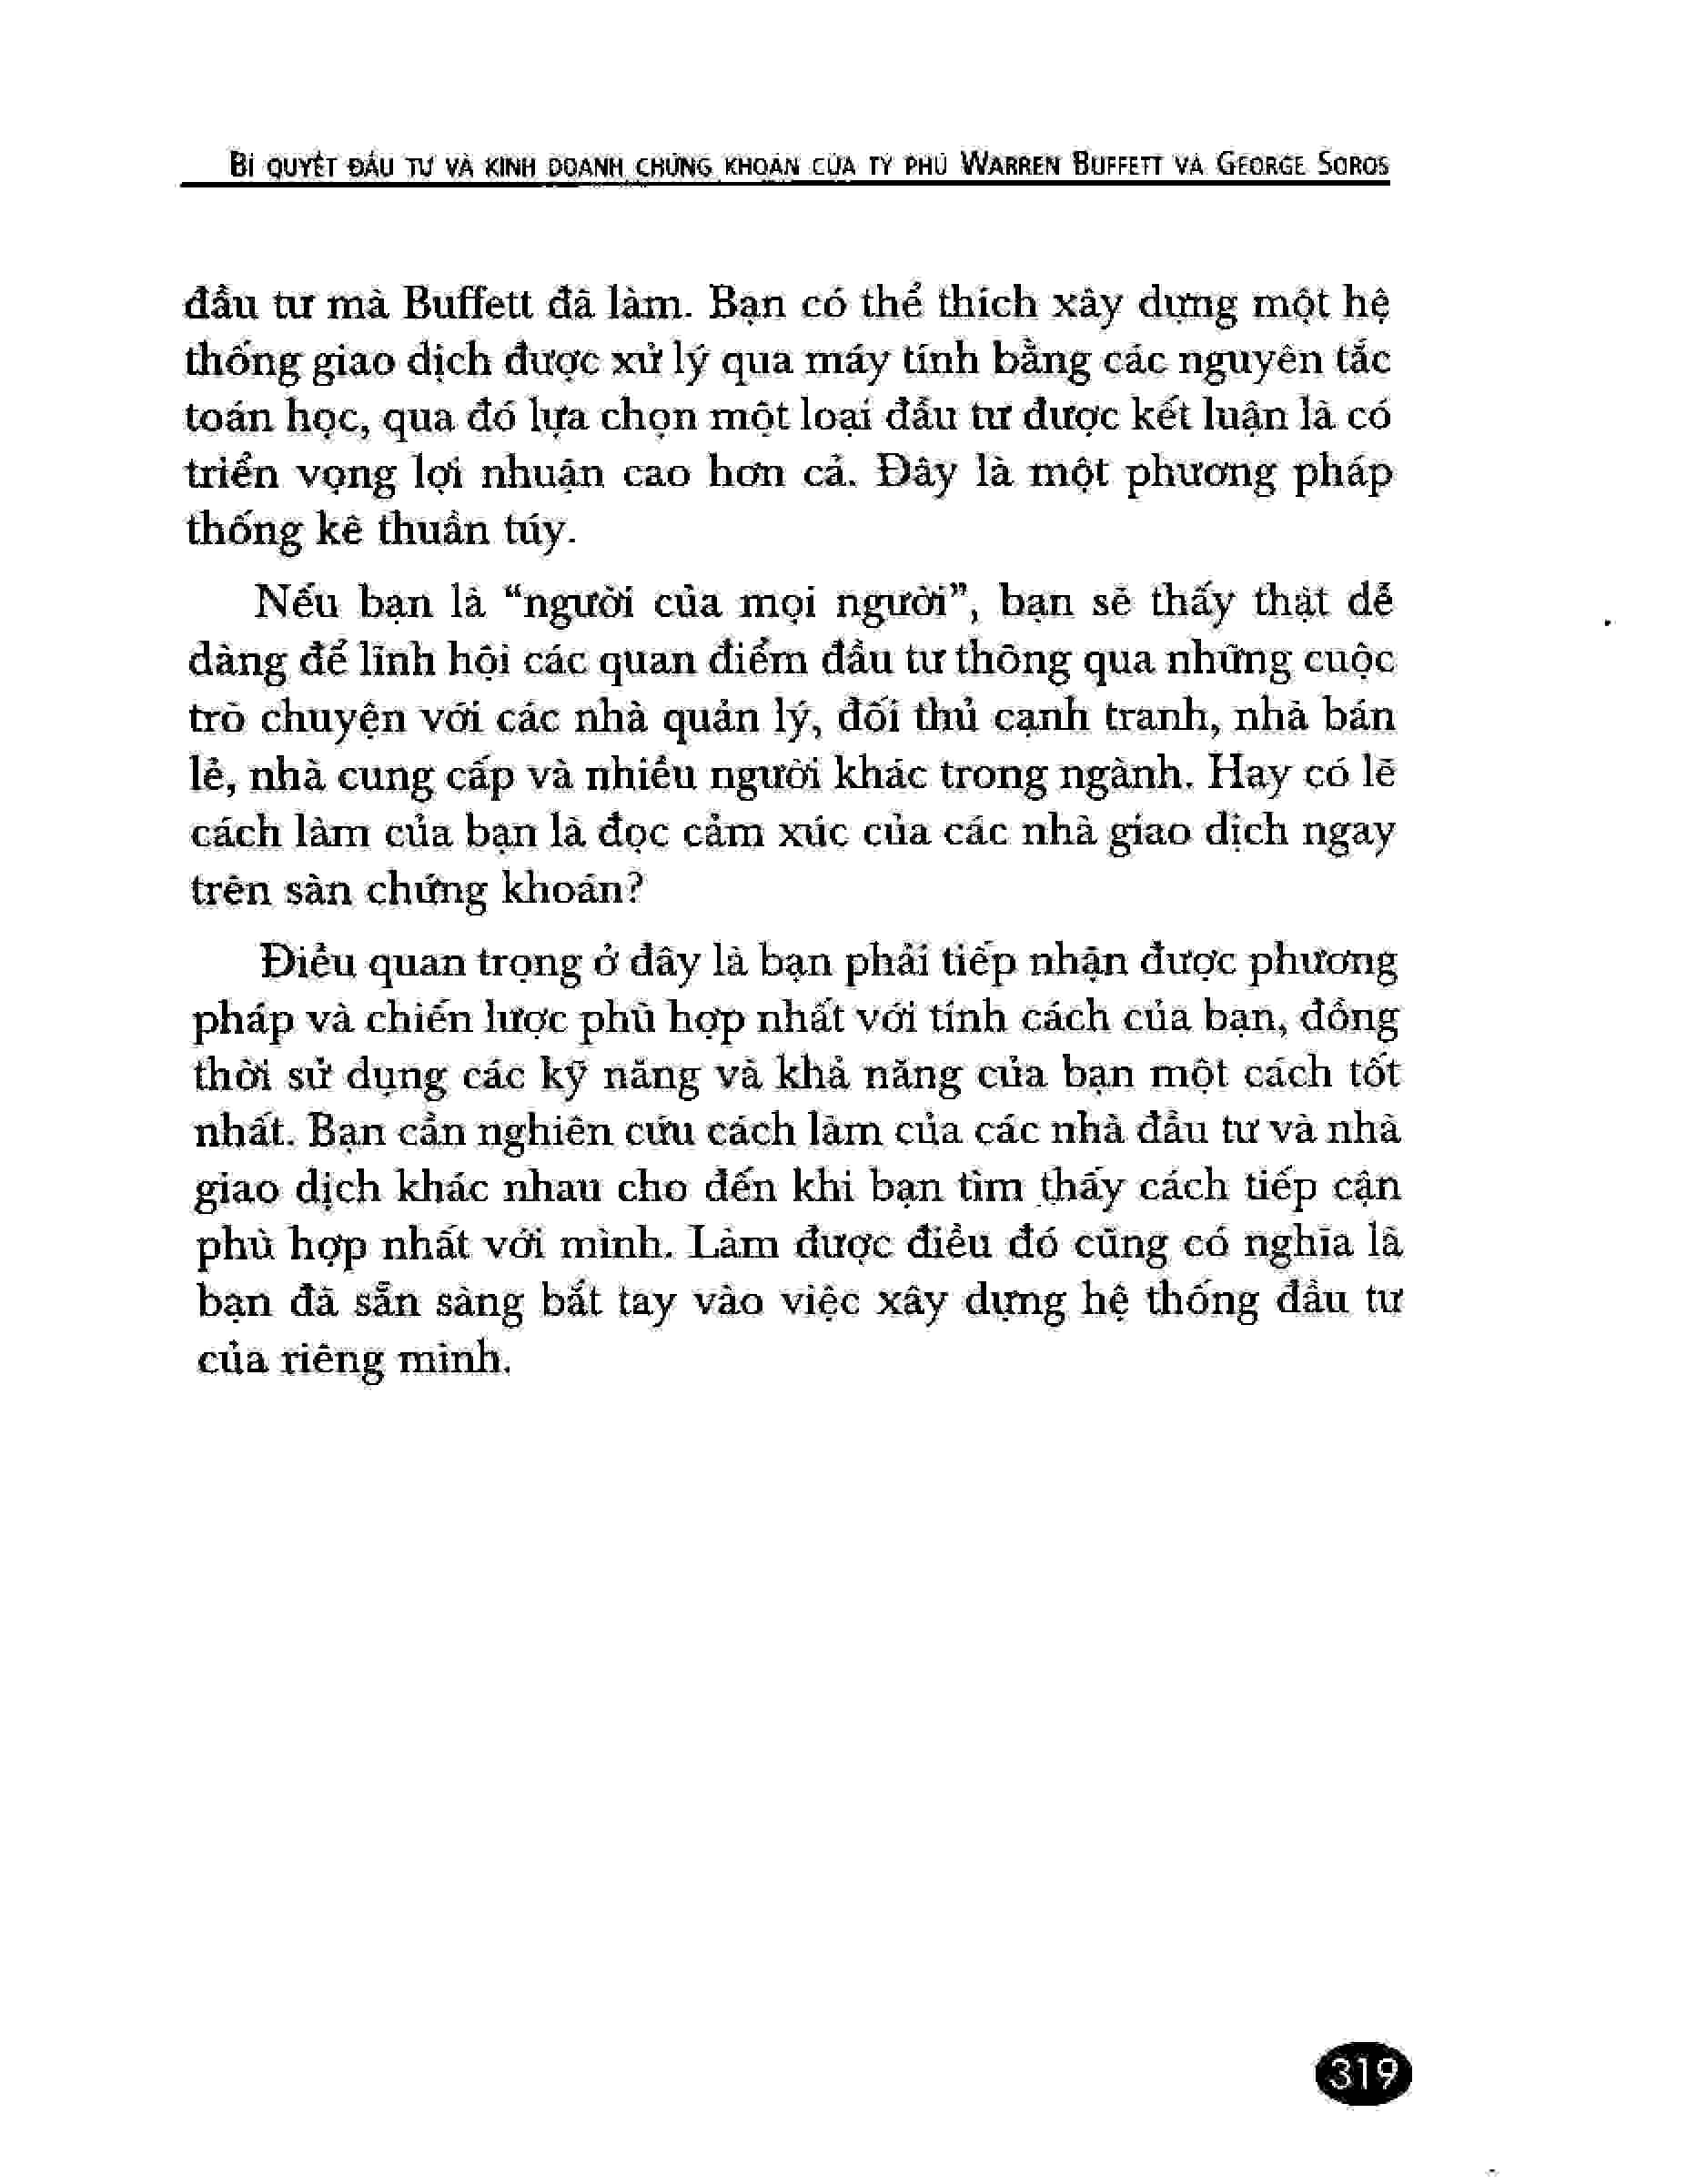 BÍ QUYẾT ĐẦU TƯ VÀ KINH DOANH CHỨNG KHOÁN CỦA TỶ PHÚ WARREN BUFFETT VÀ GEORGE SOROS
đầu tư mà Buffett đã làm. Bạn có thể thích xây dựng một hệ
thống giao dịch được xử lý qua máy tính bằng các nguyên tắc
toán học, qua đó lựa chọn một loại đầu tư được kết luận là có
triển vọng lợi nhuận cao hơn cả. Đây là một phương pháp
thống kê thuần túy.
Nếu bạn là “người của mọi người”, bạn sẽ thấy thật dễ
dàng để lĩnh hội các quan điểm đầu tư thông qua những cuộc
trò chuyện với các nhà quản lý, đối thủ cạnh tranh, nhà bán
lẻ, nhà cung cấp và nhiều người khác trong ngành. Hay có lẽ
cách làm của bạn là đọc cảm xúc của các nhà giao dịch ngay
trên sàn chứng khoán?
Điều quan trọng ở đây là bạn phải tiếp nhận được phương
pháp và chiến lược phù hợp nhất với tính cách của bạn, đồng
thời sử dụng các kỹ năng và khả năng của bạn một cách tốt
nhất. Bạn cần nghiên cứu cách làm của các nhà đầu tư và nhà
giao dịch khác nhau cho đến khi bạn tìm thấy cách tiếp cận
phù hợp nhất với mình. Làm được điều đó cũng có nghĩa là
bạn đã sẵn sàng bắt tay vào việc xây dựng hệ thống đầu tư
của riêng mình.
319